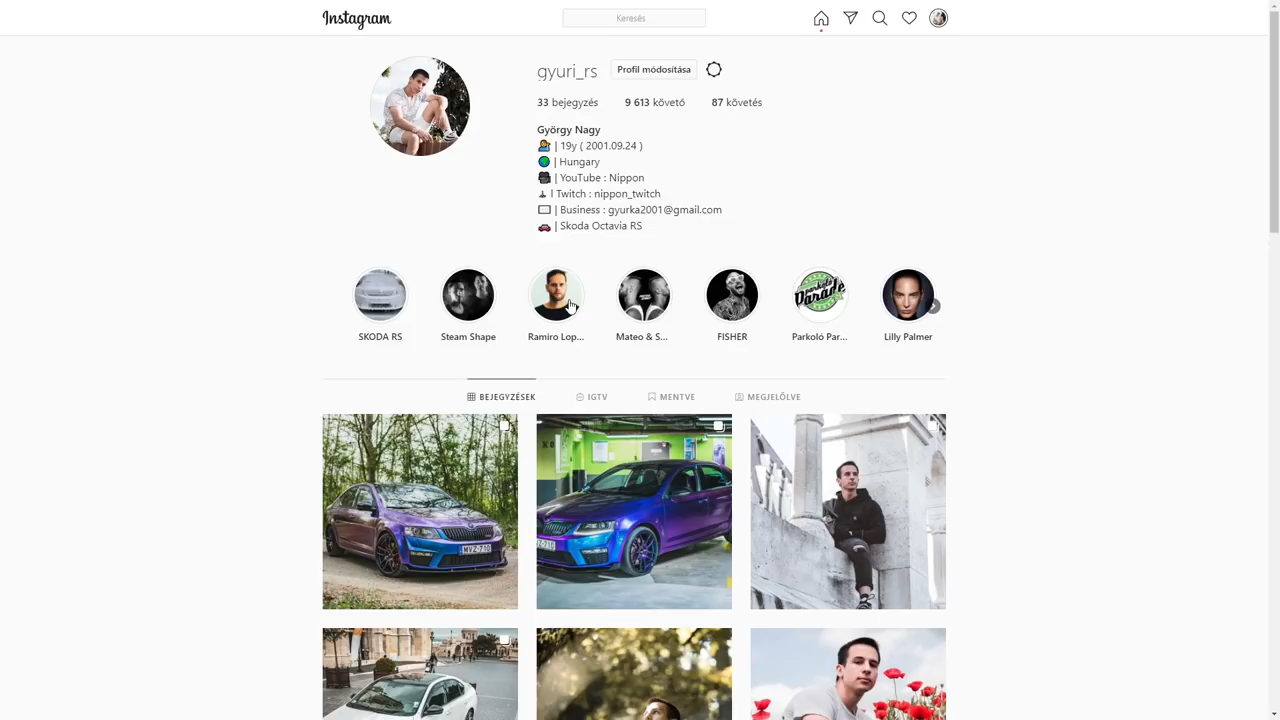 Instagram
Keresés
gyuri_rs
Profil módosítása
33 bejegyzés
9 613 követő
87 követés
György Nagy
| 19y ( 2001.09.24 )
| Hungary
| YouTube : Nippon
l Twitch : nippon_twitch
| Business : gyurka2001@gmail.com
| Skoda Octavia RS
SKODA RS
Steam Shape
Ramiro Lop...
Mateo & S...
FISHER
Parkoló Par...
Lilly Palmer
parkoló
Parádé
BEJEGYZÉSEK
IGTV
MENTVE
MEGJELÖLVE